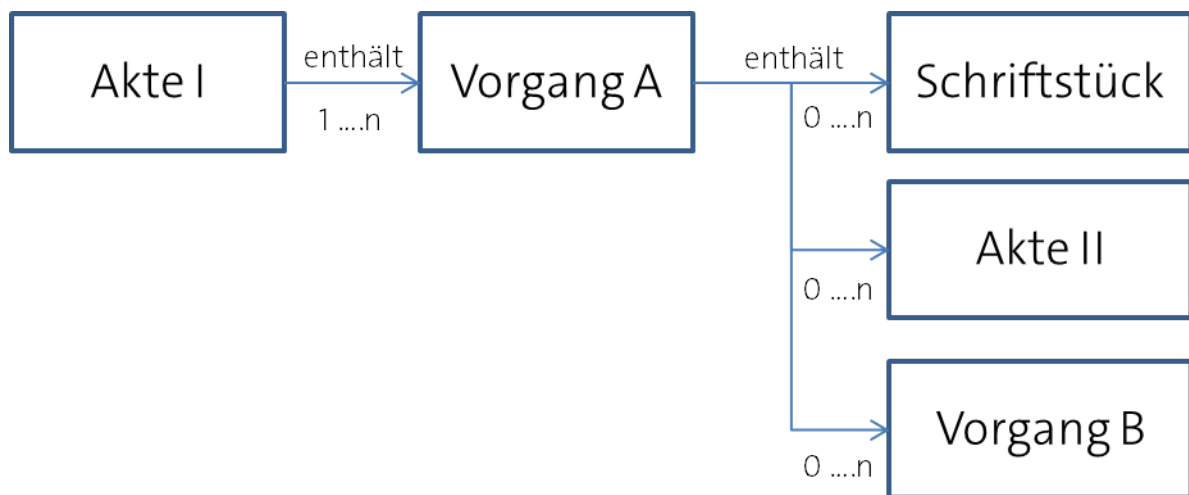 Akte I
enthält
1 ....n
Vorgang A
enthält
0 ....n
Schriftstück
0 ....n
Akte II
0 ....n
Vorgang B